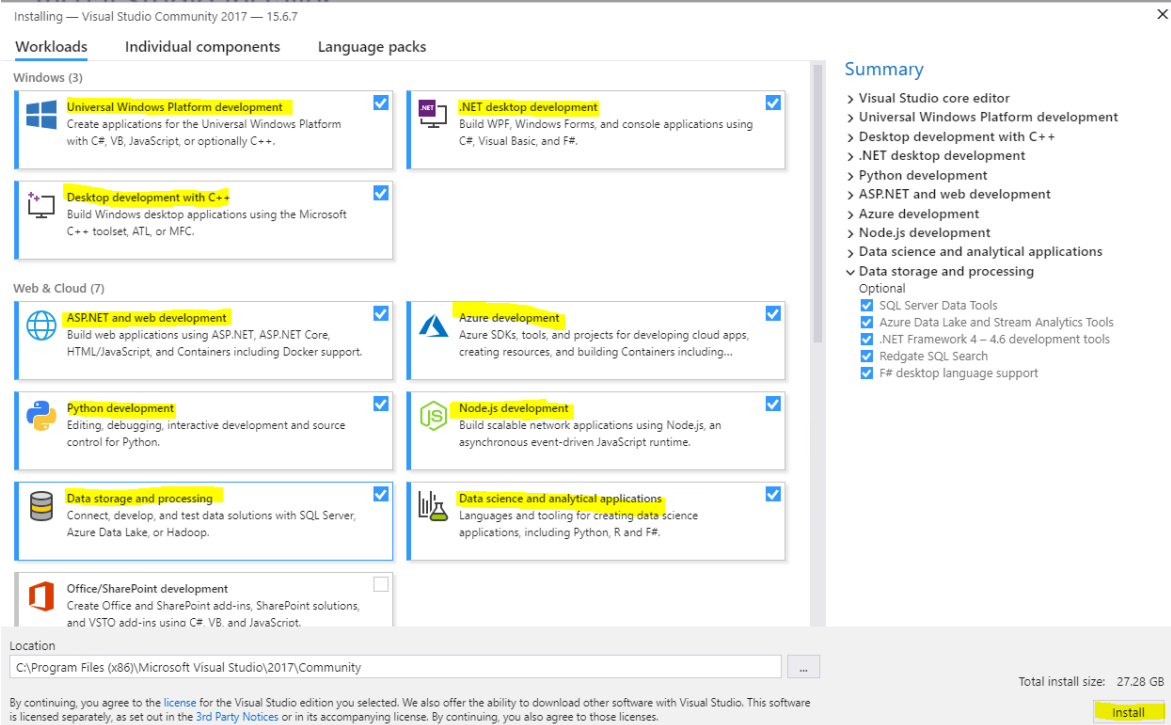 Installing — Visual Studio Community 2017 — 15.6.7
Workloads Individual components Language packs
Windows (3)
Universal Windows Platform development
Create applications for the Universal Windows Platform
with C#, VB, JavaScript, or optionally C++.
.NET
.NET desktop development
Build WPF, Windows Forms, and console applications using
C#, Visual Basic, and F#.
Desktop development with C++
Build Windows desktop applications using the Microsoft
C++ toolset, ATL, or MFC.
Web & Cloud (7)
ASP.NET and web development
Build web applications using ASP.NET, ASP.NET Core,
HTML/JavaScript, and Containers including Docker support.
Azure development
Azure SDKs, tools, and projects for developing cloud apps,
creating resources, and building Containers including...
Python development
Editing, debugging, interactive development and source
control for Python.
JS
Node.js development
Build scalable network applications using Node.js, an
asynchronous event-driven JavaScript runtime.
Data storage and processing
Connect, develop, and test data solutions with SQL Server,
Azure Data Lake, or Hadoop.
Data science and analytical applications
Languages and tooling for creating data science
applications, including Python, R and F#.
Office/SharePoint development
Create Office and SharePoint add-ins, SharePoint solutions,
and VSTO add-ins using C#, VB, and JavaScript.
Summary
Visual Studio core editor
Universal Windows Platform development
Desktop development with C++
.NET desktop development
Python development
ASP.NET and web development
Azure development
Node.js development
Data science and analytical applications
Data storage and processing
Optional
SQL Server Data Tools
Azure Data Lake and Stream Analytics Tools
.NET Framework 4 – 4.6 development tools
Redgate SQL Search
F# desktop language support
Location
C:\Program Files (x86)\Microsoft Visual Studio\2017\Community
...
By continuing, you agree to the license for the Visual Studio edition you selected. We also offer the ability to download other software with Visual Studio. This software
is licensed separately, as set out in the 3rd Party Notices or in its accompanying license. By continuing, you also agree to those licenses.
Total install size: 27.28 GB
Install